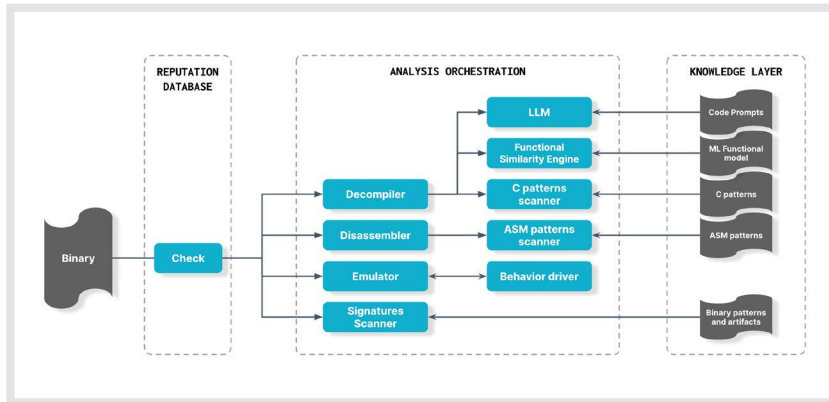 REPUTATION
DATABASE
ANALYSIS ORCHESTRATION
KNOWLEDGE LAYER
LLM
Code Prompts
Functional
Similarity Engine
ML Functional
model
Decompiler
C patterns
scanner
C patterns
Disassembler
ASM patterns
scanner
ASM patterns
Binary
Check
Emulator
Behavior driver
Signatures
Scanner
Binary patterns
and artifacts